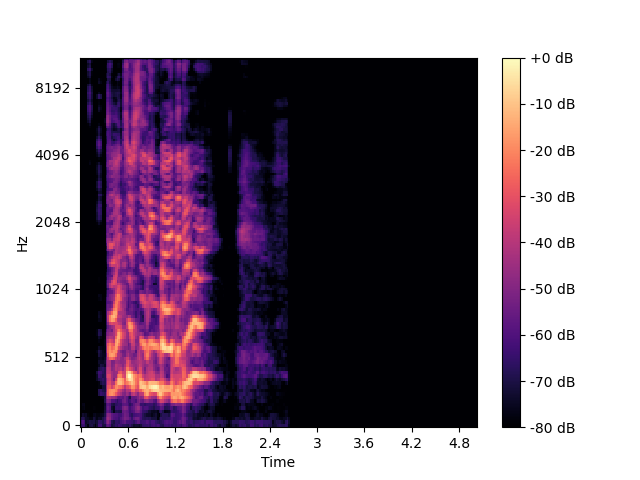 +0 dB
8192
-10 dB
4096
-20 dB
-30 dB
2048
Hz
-40 dB
1024
-50 dB
-60 dB
512
-70 dB
0
-80 dB
0 0.6 1.2 1.8 2.4 3 3.6 4.2 4.8
Time